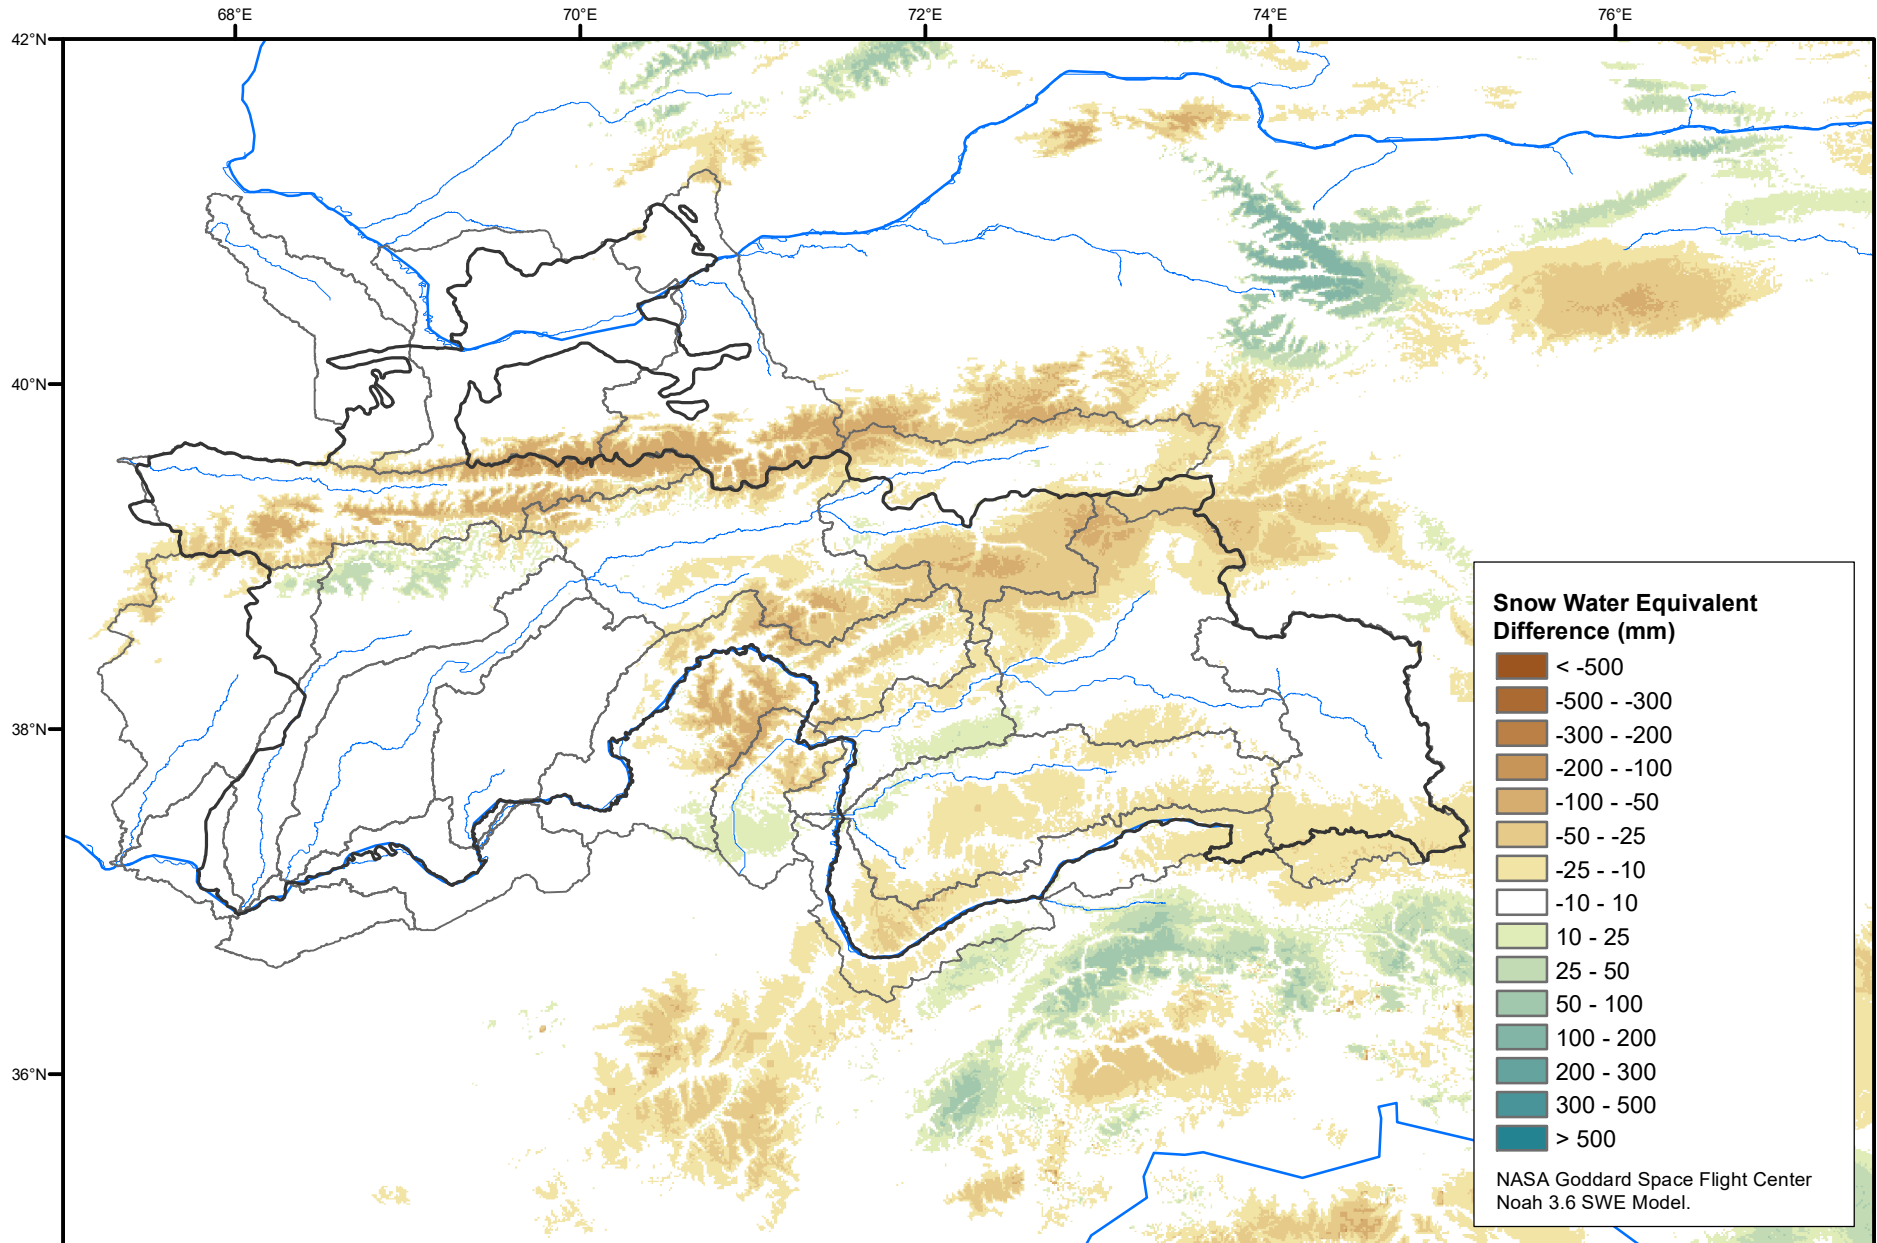 68°E
70°E
72°E
74°E
76°E
42°N
40°N
38°N
36°N
Snow Water Equivalent
Difference (mm)
< -500
-500 - -300
-300 - -200
-200 - -100
-100 - -50
-50 - -25
-25 - -10
-10 - 10
10 - 25
25 - 50
50 - 100
100 - 200
200 - 300
300 - 500
> 500
NASA Goddard Space Flight Center
Noah 3.6 SWE Model.